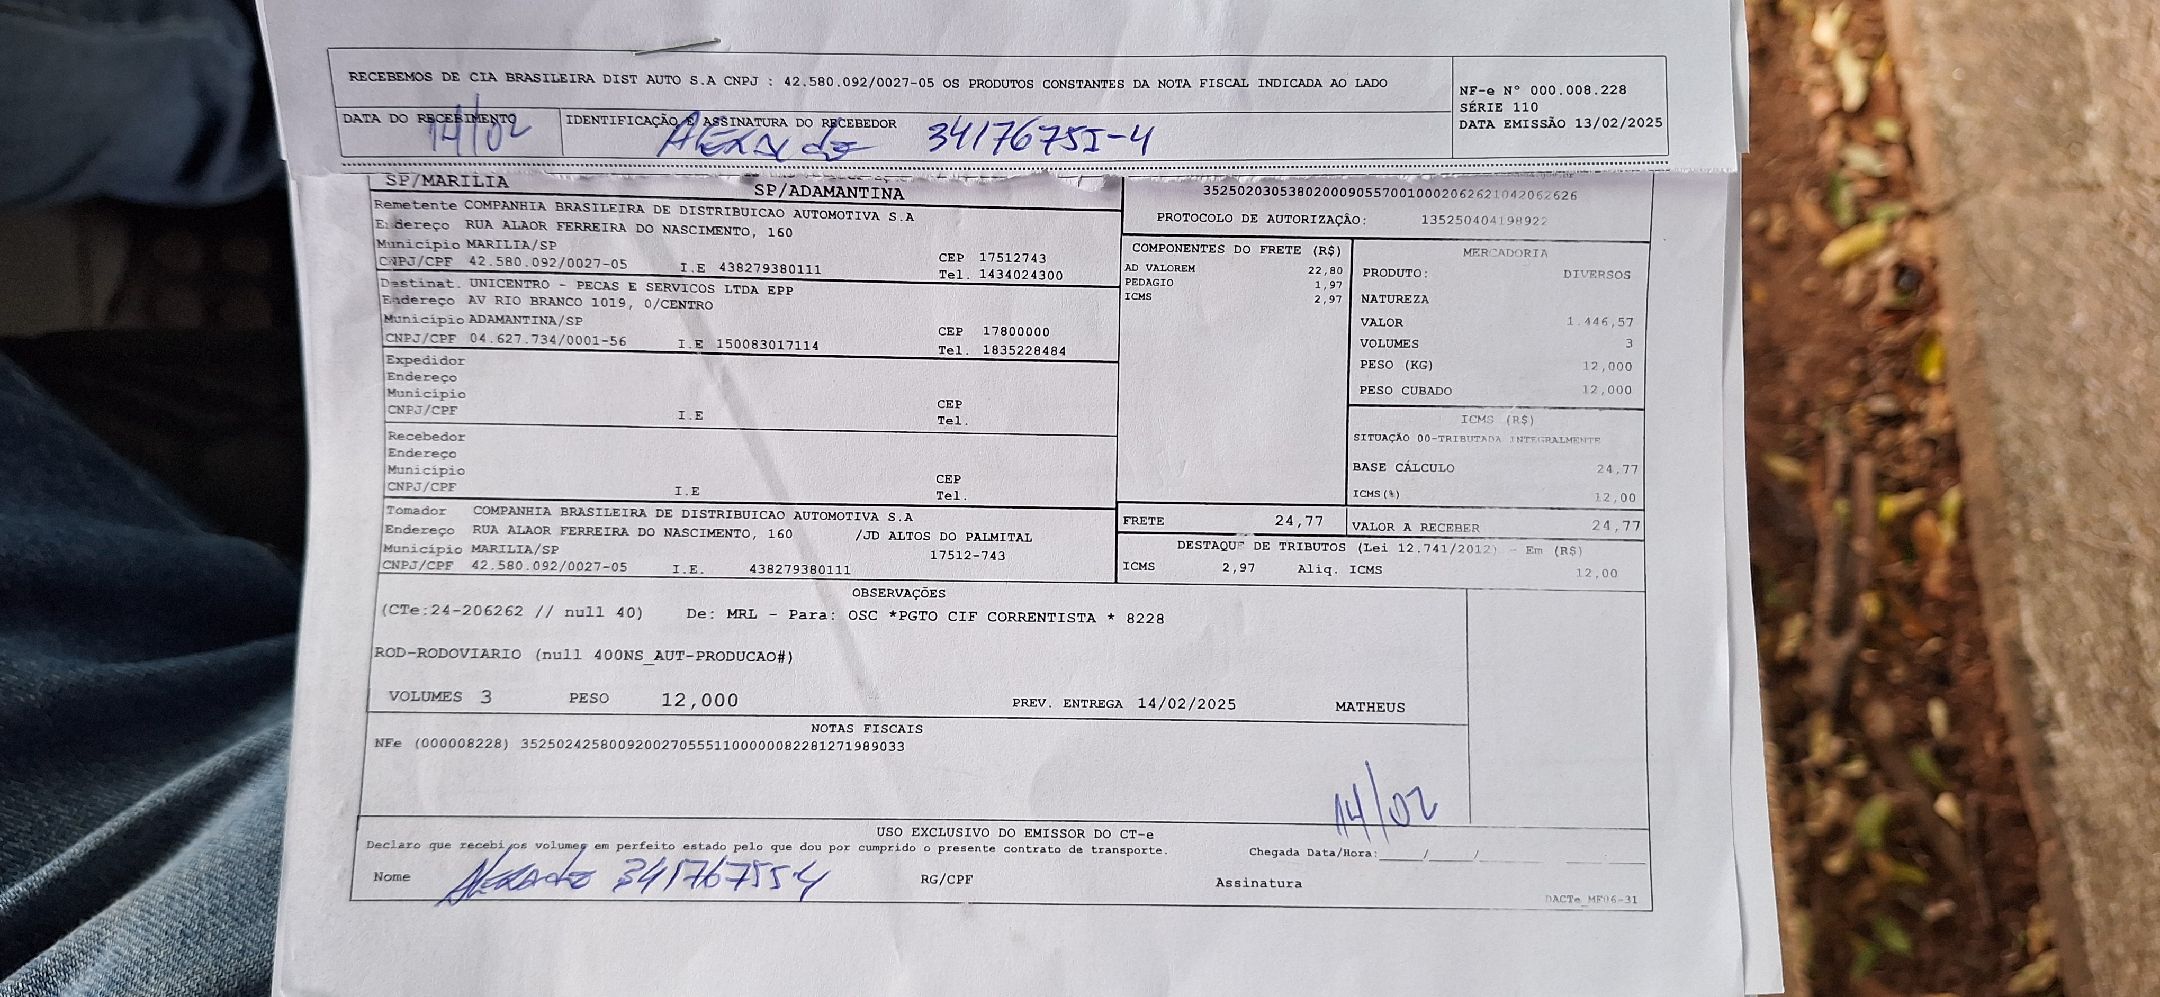 RECEBEMOS DE CIA BRASILEIRA DIST AUTO S.A CNPJ : 42.580.092/0027-05 OS PRODUTOS CONSTANTES DA NOTA FISCAL INDICADA AO LADO
NF-e N° 000.008.228
SÉRIE 110
DATA EMISSÃO 13/02/2025
DATA DO RECEBIMENTO
14/02
IDENTIFICAÇÃO E ASSINATURA DO RECEBEDOR
SP/MARILIA SP/ADAMANTINA
Remetente COMPANHIA BRASILEIRA DE DISTRIBUICAO AUTOMOTIVA S.A
Endereço RUA ALAOR FERREIRA DO NASCIMENTO, 160
Município MARILIA/SP CEP 17512743
CNPJ/CPF 42.580.092/0027-05 I.E 438279380111 Tel. 1434024300
Destinat. UNICENTRO - PECAS E SERVICOS LTDA EPP
Endereço AV RIO BRANCO 1019, 0/CENTRO
Município ADAMANTINA/SP CEP 17800000
CNPJ/CPF 04.627.734/0001-56 I.E 150083017114 Tel. 1835228484
Expedidor
Endereço
Município CEP
CNPJ/CPF I.E Tel.
Recebedor
Endereço
Município CEP
CNPJ/CPF I.E Tel.
Tomador COMPANHIA BRASILEIRA DE DISTRIBUICAO AUTOMOTIVA S.A
Endereço RUA ALAOR FERREIRA DO NASCIMENTO, 160 /JD ALTOS DO PALMITAL
Município MARILIA/SP 17512-743
CNPJ/CPF 42.580.092/0027-05 I.E. 438279380111
35250203053802000905570010002062621042062626
PROTOCOLO DE AUTORIZAÇÃO: 135250404198922
COMPONENTES DO FRETE (R$)
AD VALOREM 22,80
PEDAGIO 1,97
ICMS 2,97
MERCADORIA
PRODUTO: DIVERSOS
NATUREZA
VALOR 1.446,57
VOLUMES 3
PESO (KG) 12,000
PESO CUBADO 12,000
ICMS (R$)
SITUAÇÃO 00-TRIBUTADA INTEGRALMENTE
BASE CÁLCULO 24,77
ICMS(%) 12,00
FRETE 24,77 VALOR A RECEBER 24,77
DESTAQUE DE TRIBUTOS (Lei 12.741/2012) - Em (R$)
ICMS 2,97 Aliq. ICMS 12,00
OBSERVAÇÕES
(CTe:24-206262 // null 40) De: MRL - Para: OSC *PGTO CIF CORRENTISTA * 8228
ROD-RODOVIARIO (null 400NS_AUT-PRODUCAO#)
VOLUMES 3 PESO 12,000 PREV. ENTREGA 14/02/2025 MATHEUS
NOTAS FISCAIS
NFe (000008228) 35250242580092002705551100000082281271989033
14/02
USO EXCLUSIVO DO EMISSOR DO CT-e
Declaro que recebi os volumes em perfeito estado pelo que dou por cumprido o presente contrato de transporte. Chegada Data/Hora:____/____/____
Nome RG/CPF Assinatura
DACTe_MF06-31